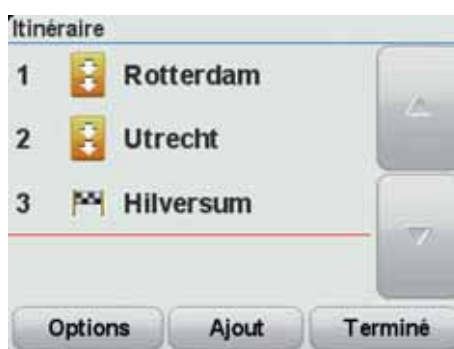 Itinéraire
1 Rotterdam
2 Utrecht
3 Hilversum
Options Ajout Terminé